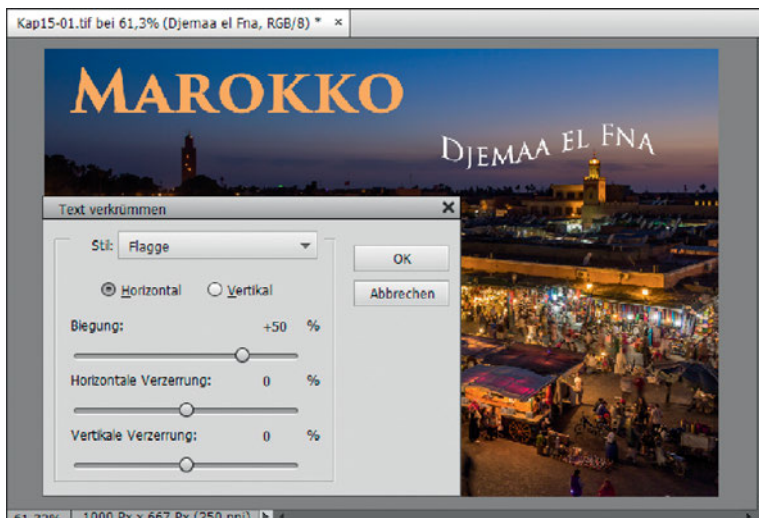 Kap15-01.tif bei 61,3% (Djemaa el Fna, RGB/8) * ×
MAROKKO
DJEMAA EL FNA
Text verkrümmen
Stil: Flagge
OK
Horizontal Vertikal
Abbrechen
Biegung: +50 %
Horizontale Verzerrung: 0 %
Vertikale Verzerrung: 0 %
1000 Px x 667 Px (250 ppi)